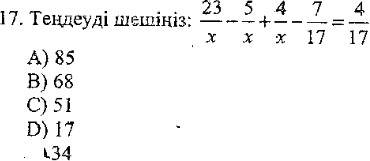 17. Теңдеуді шешіңіз: 23/x − 5/x + 4/x − 7/17 = 4/17
A) 85
B) 68
C) 51
D) 17
34